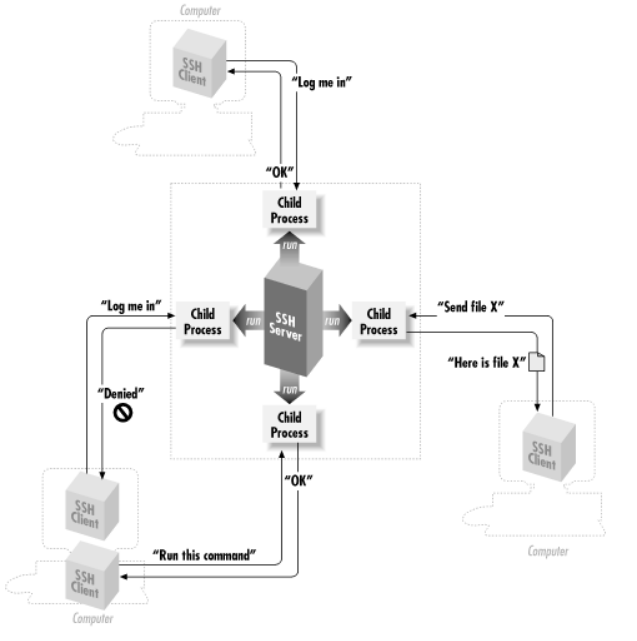 Computer
SSH
Client
“Log me in”
“OK”
Child
Process
run
“Log me in”
Child
Process
run
SSH
Server
run
Child
Process
“Send file X”
“Here is file X”
“Denied”
run
Child
Process
“OK”
SSH
Client
Computer
SSH
Client
“Run this command”
SSH
Client
Computer